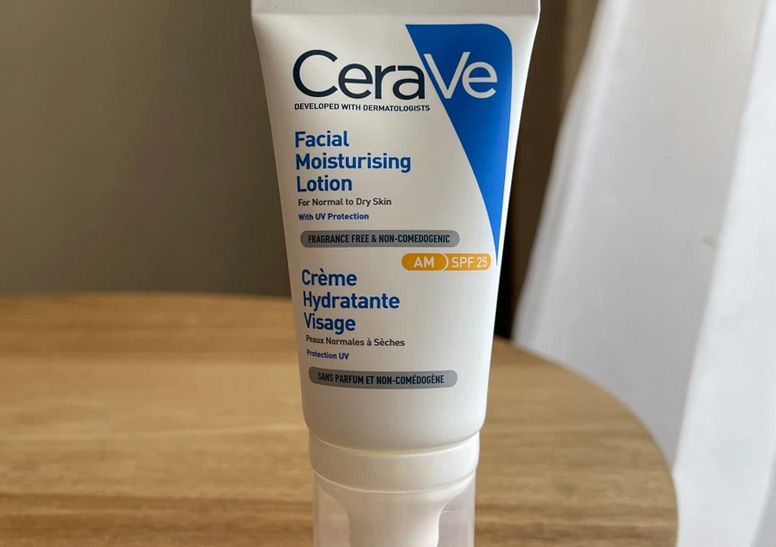 CeraVe
DEVELOPED WITH DERMATOLOGISTS
Facial
Moisturising
Lotion
For Normal to Dry Skin
With UV Protection
FRAGRANCE FREE & NON-COMEDOGENIC
AM SPF 25
Crème
Hydratante
Visage
Peaux Normales à Sèches
Protection UV
SANS PARFUM ET NON-COMÉDOGÈNE